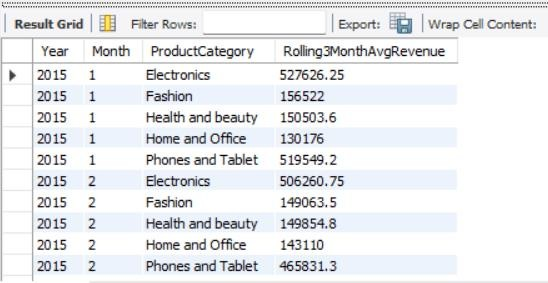 Result Grid Filter Rows: Export: Wrap Cell Content:
Year Month ProductCategory Rolling3MonthAvgRevenue
2015 1 Electronics 527626.25
2015 1 Fashion 156522
2015 1 Health and beauty 150503.6
2015 1 Home and Office 130176
2015 1 Phones and Tablet 519549.2
2015 2 Electronics 506260.75
2015 2 Fashion 149063.5
2015 2 Health and beauty 149854.8
2015 2 Home and Office 143110
2015 2 Phones and Tablet 465831.3